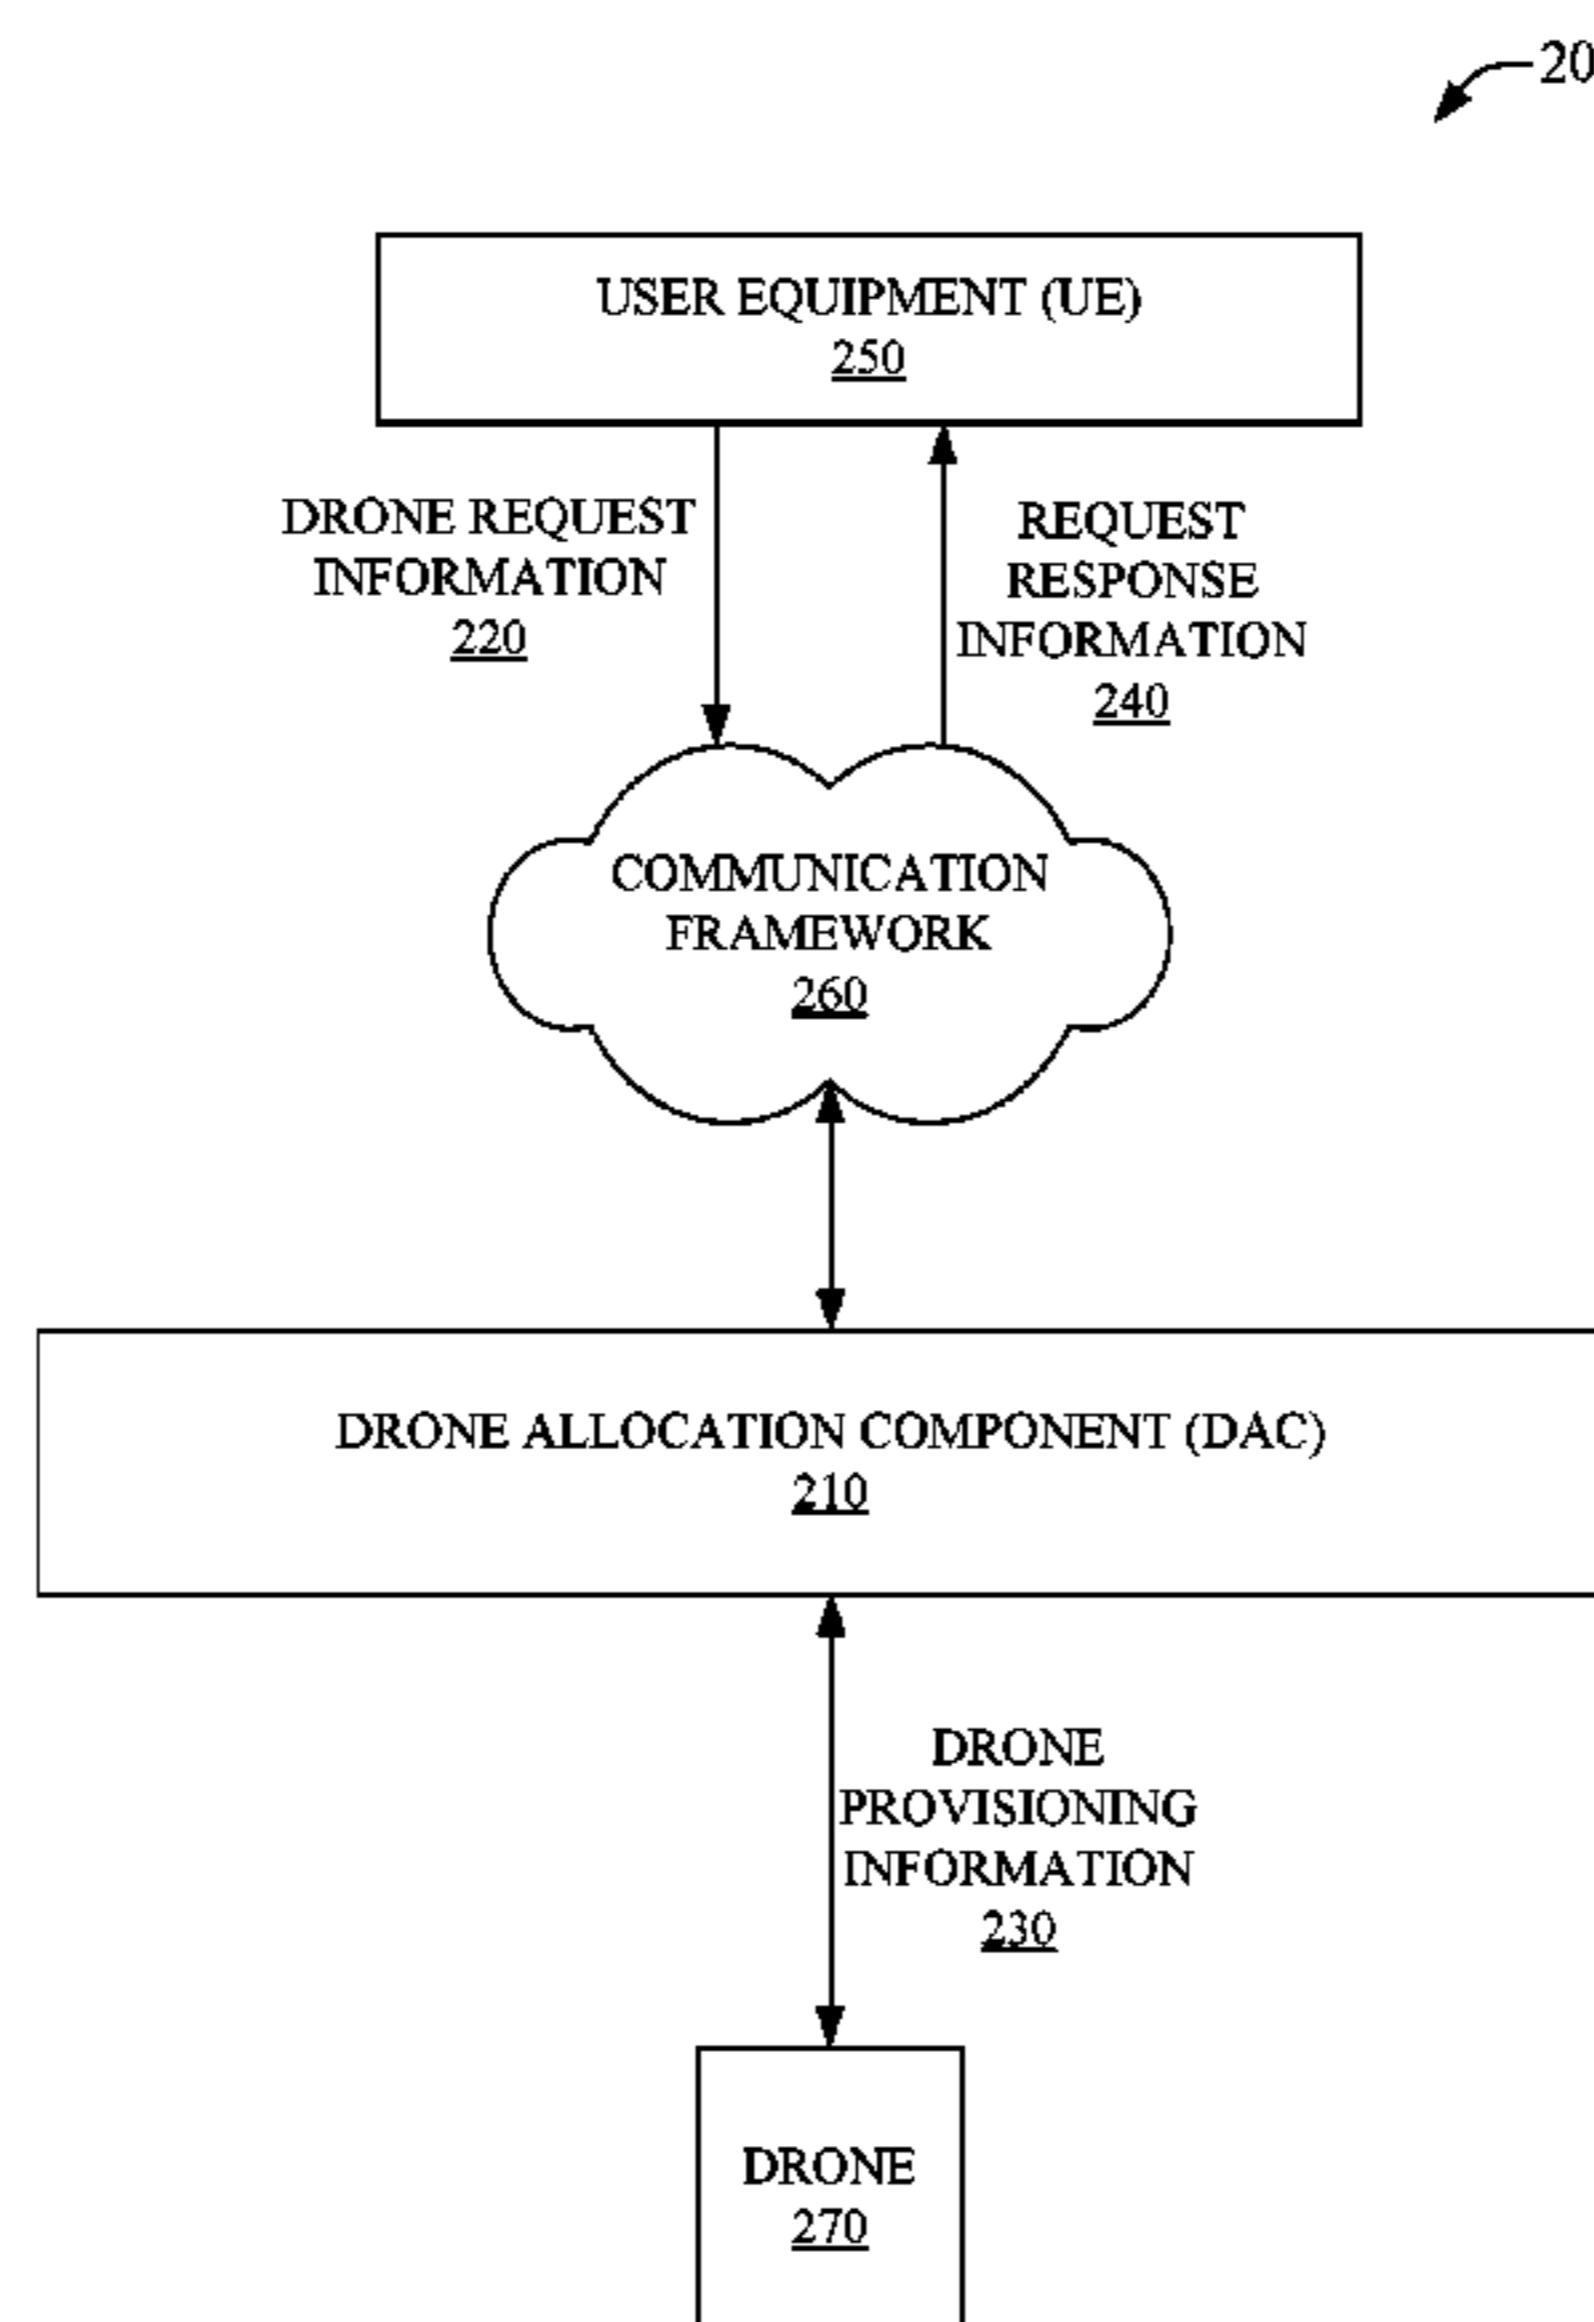 20
USER EQUIPMENT (UE)
250
DRONE REQUEST
INFORMATION
220
REQUEST
RESPONSE
INFORMATION
240
COMMUNICATION
FRAMEWORK
260
DRONE ALLOCATION COMPONENT (DAC)
210
DRONE
PROVISIONING
INFORMATION
230
DRONE
270